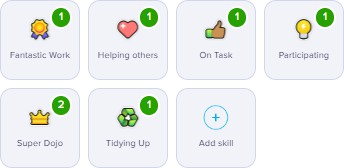 1 1 1 1
Fantastic Work Helping others On Task Participating
2 1
Super Dojo Tidying Up Add skill